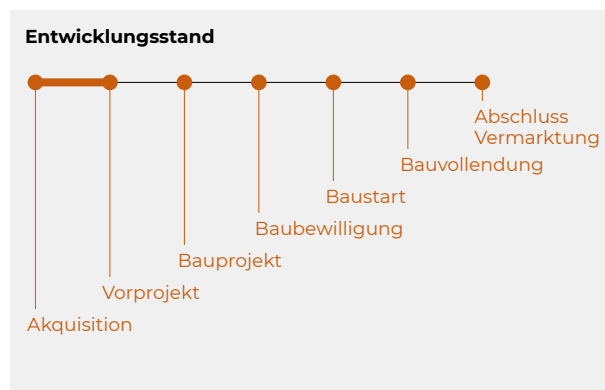 Entwicklungsstand
Abschluss
Vermarktung
Bauvollendung
Baustart
Baubewilligung
Bauprojekt
Vorprojekt
Akquisition